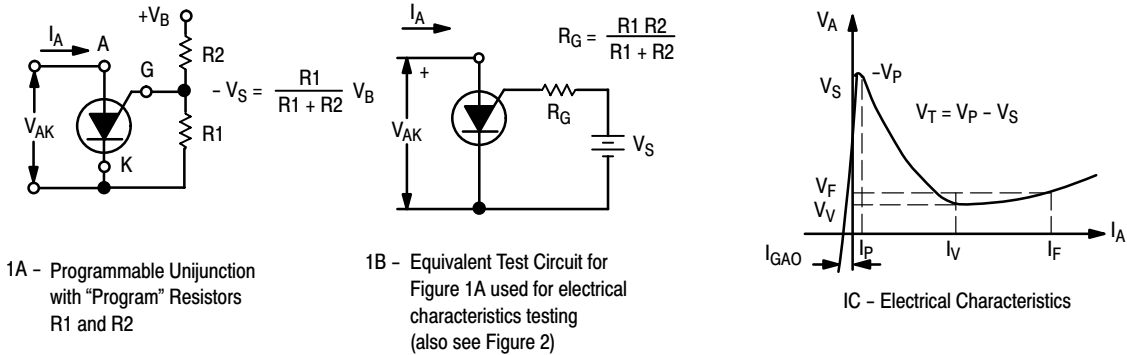 +VB
IA
A
R2
G
- VS = R1 / R1 + R2 VB
VAK
R1
K
1A – Programmable Unijunction
with “Program” Resistors
R1 and R2
IA
RG = R1 R2 / R1 + R2
+
VAK
RG
VS
1B – Equivalent Test Circuit for
Figure 1A used for electrical
characteristics testing
(also see Figure 2)
VA
-VP
VS
VT = VP – VS
VF
VV
IA
IGAO
IP
IV
IF
IC – Electrical Characteristics